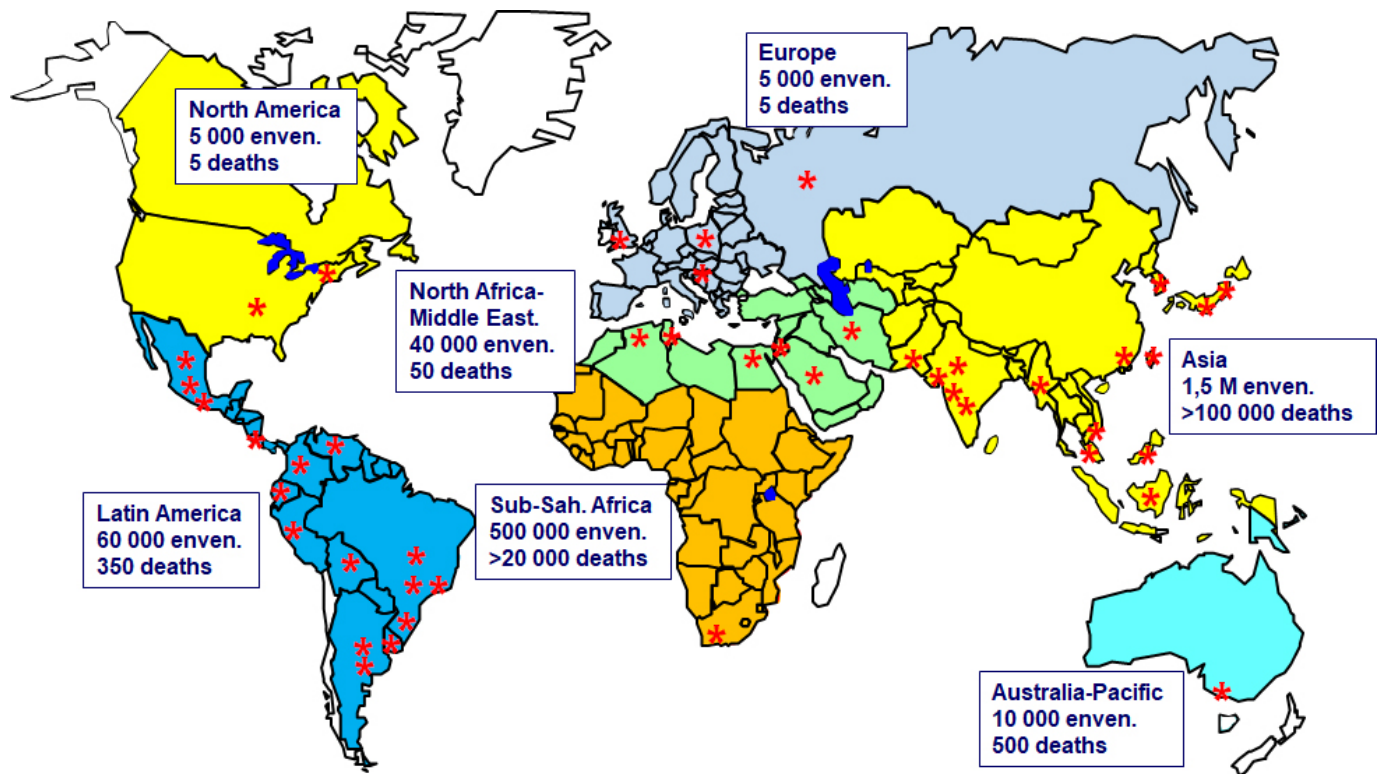 North America
5 000 enven.
5 deaths
Europe
5 000 enven.
5 deaths
North Africa-
Middle East.
40 000 enven.
50 deaths
Asia
1,5 M enven.
>100 000 deaths
Latin America
60 000 enven.
350 deaths
Sub-Sah. Africa
500 000 enven.
>20 000 deaths
Australia-Pacific
10 000 enven.
500 deaths